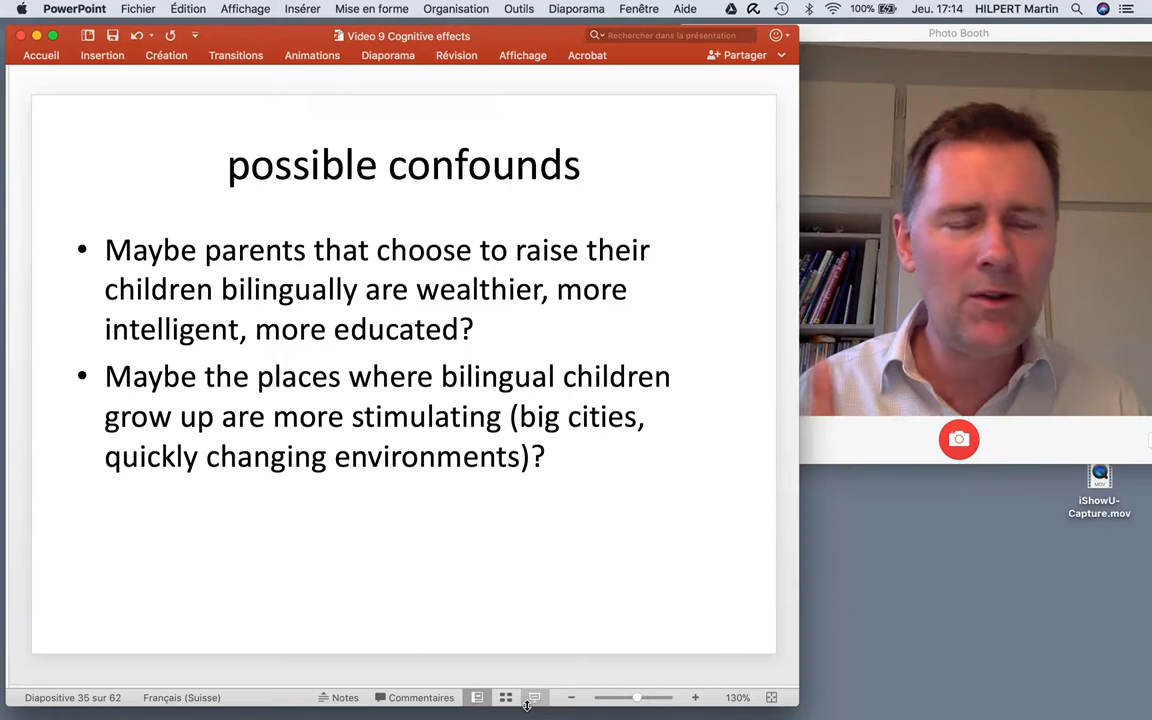 PowerPoint Fichier Édition Affichage Insérer Mise en forme Organisation Outils Diaporama Fenêtre Aide 100% Jeu. 17:14 HILPERT Martin
Video 9 Cognitive effects
Rechercher dans la présentation
Photo Booth
Accueil Insertion Création Transitions Animations Diaporama Révision Affichage Acrobat Partager
possible confounds
• Maybe parents that choose to raise their
children bilingually are wealthier, more
intelligent, more educated?
• Maybe the places where bilingual children
grow up are more stimulating (big cities,
quickly changing environments)?
MOV
iShowU-
Capture.mov
Diapositive 35 sur 62 Français (Suisse) Notes Commentaires 130%